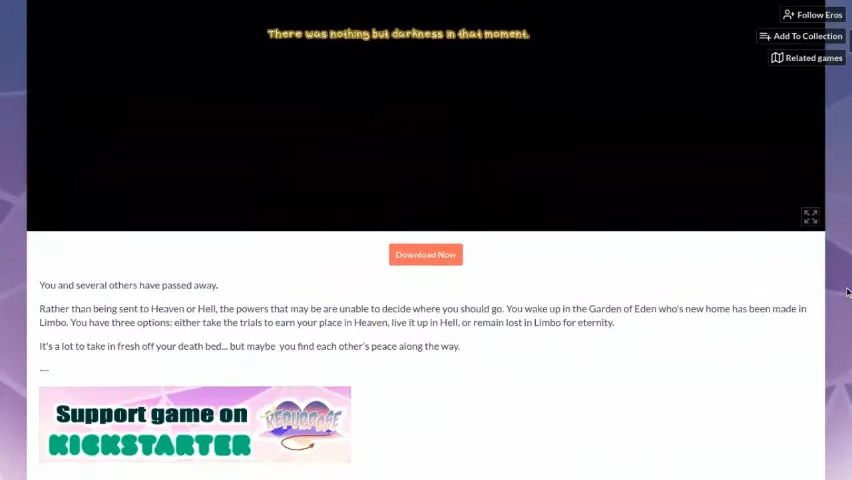 Follow Eros
There was nothing but darkness in that moment.
Add To Collection
Related games
Download Now
You and several others have passed away.
Rather than being sent to Heaven or Hell, the powers that may be are unable to decide where you should go. You wake up in the Garden of Eden who's new home has been made in
Limbo. You have three options: either take the trials to earn your place in Heaven, live it up in Hell, or remain lost in Limbo for eternity.
It's a lot to take in fresh off your death bed... but maybe you find each other's peace along the way.
---
Support game on
KICKSTARTER
REPURPOSE